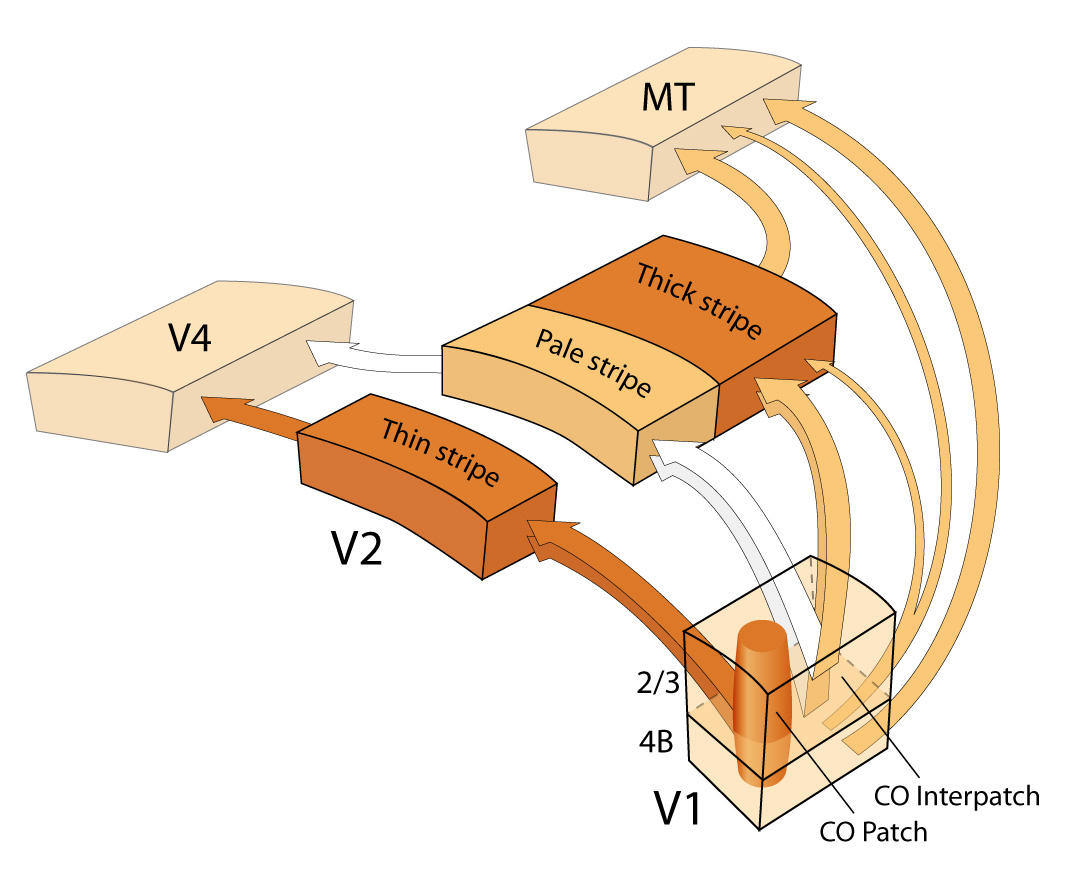 MT
Thick stripe
V4
Pale stripe
Thin stripe
V2
2/3
4B
V1
CO Interpatch
CO Patch